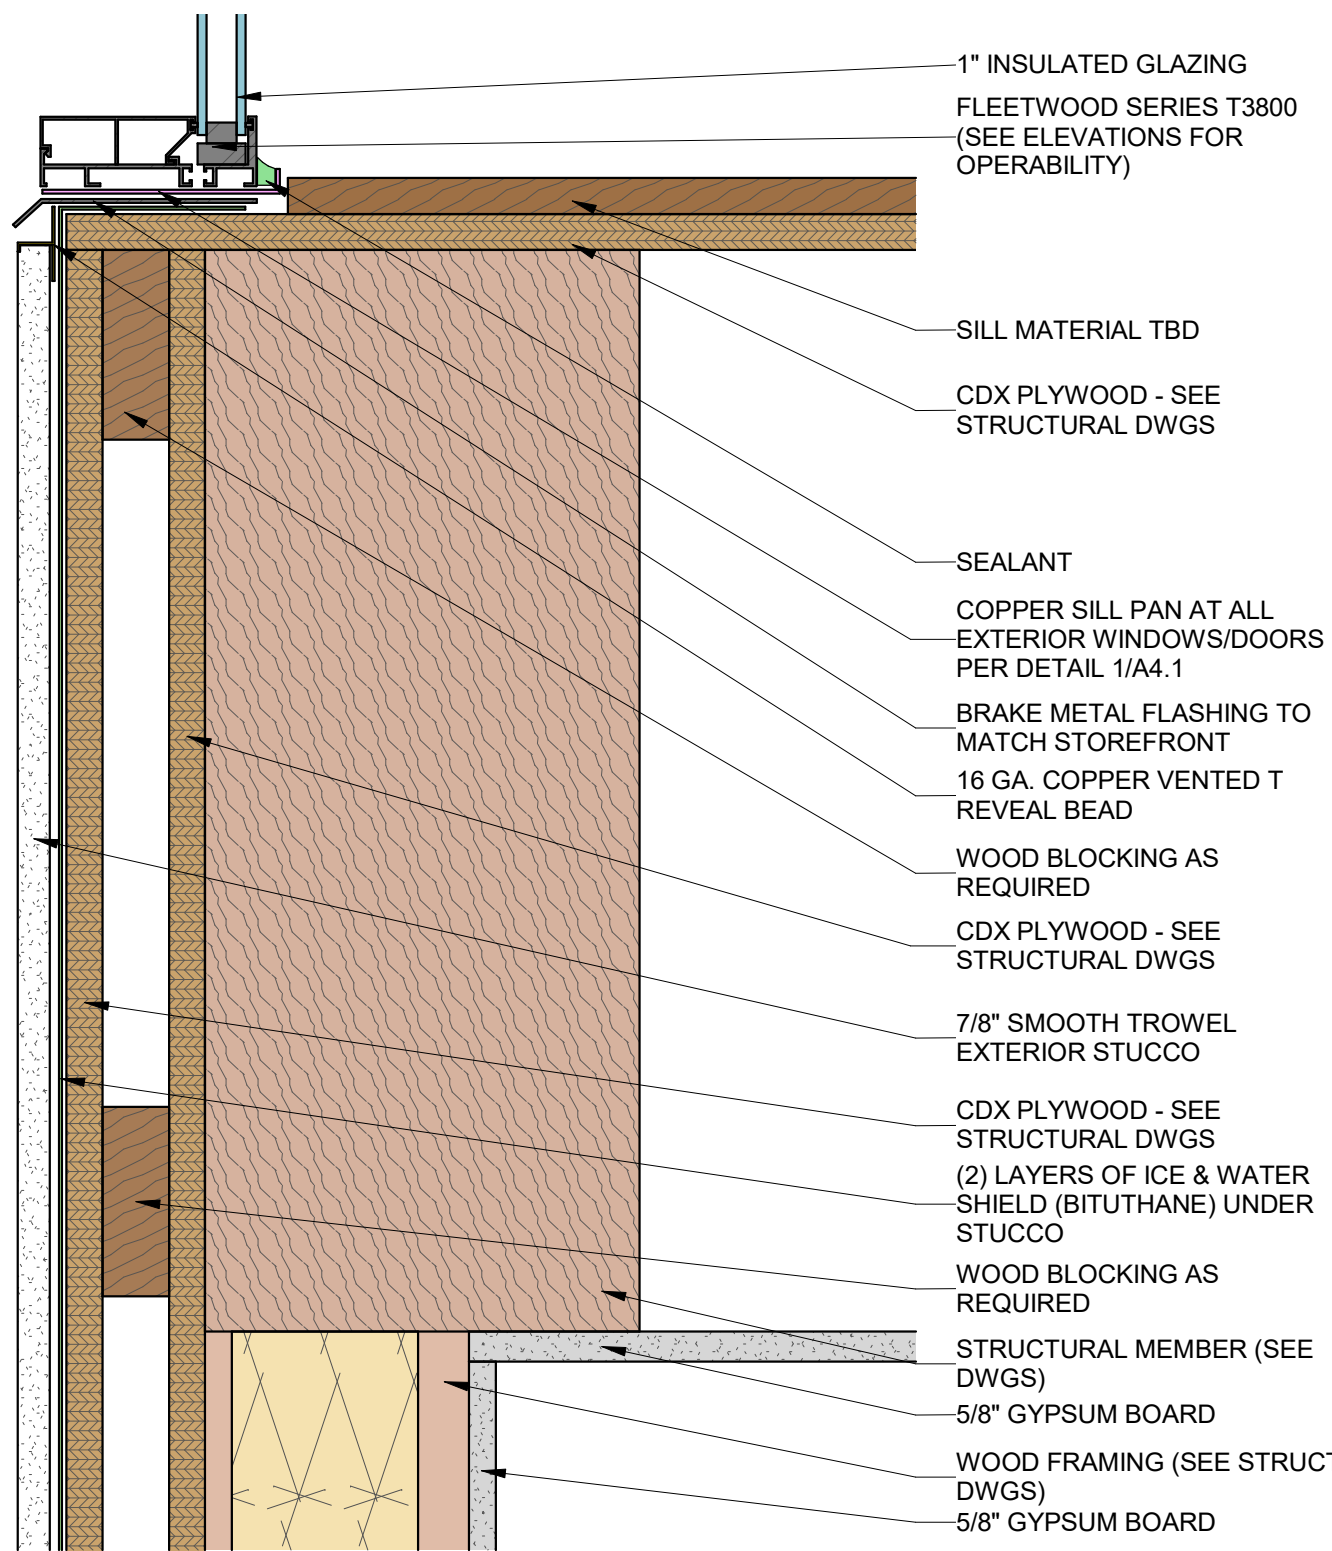 1" INSULATED GLAZING
FLEETWOOD SERIES T3800
(SEE ELEVATIONS FOR
OPERABILITY)
SILL MATERIAL TBD
CDX PLYWOOD - SEE
STRUCTURAL DWGS
SEALANT
COPPER SILL PAN AT ALL
EXTERIOR WINDOWS/DOORS
PER DETAIL 1/A4.1
BRAKE METAL FLASHING TO
MATCH STOREFRONT
16 GA. COPPER VENTED T
REVEAL BEAD
WOOD BLOCKING AS
REQUIRED
CDX PLYWOOD - SEE
STRUCTURAL DWGS
7/8" SMOOTH TROWEL
EXTERIOR STUCCO
CDX PLYWOOD - SEE
STRUCTURAL DWGS
(2) LAYERS OF ICE & WATER
SHIELD (BITUTHANE) UNDER
STUCCO
WOOD BLOCKING AS
REQUIRED
STRUCTURAL MEMBER (SEE
DWGS)
5/8" GYPSUM BOARD
WOOD FRAMING (SEE STRUCT
DWGS)
5/8" GYPSUM BOARD